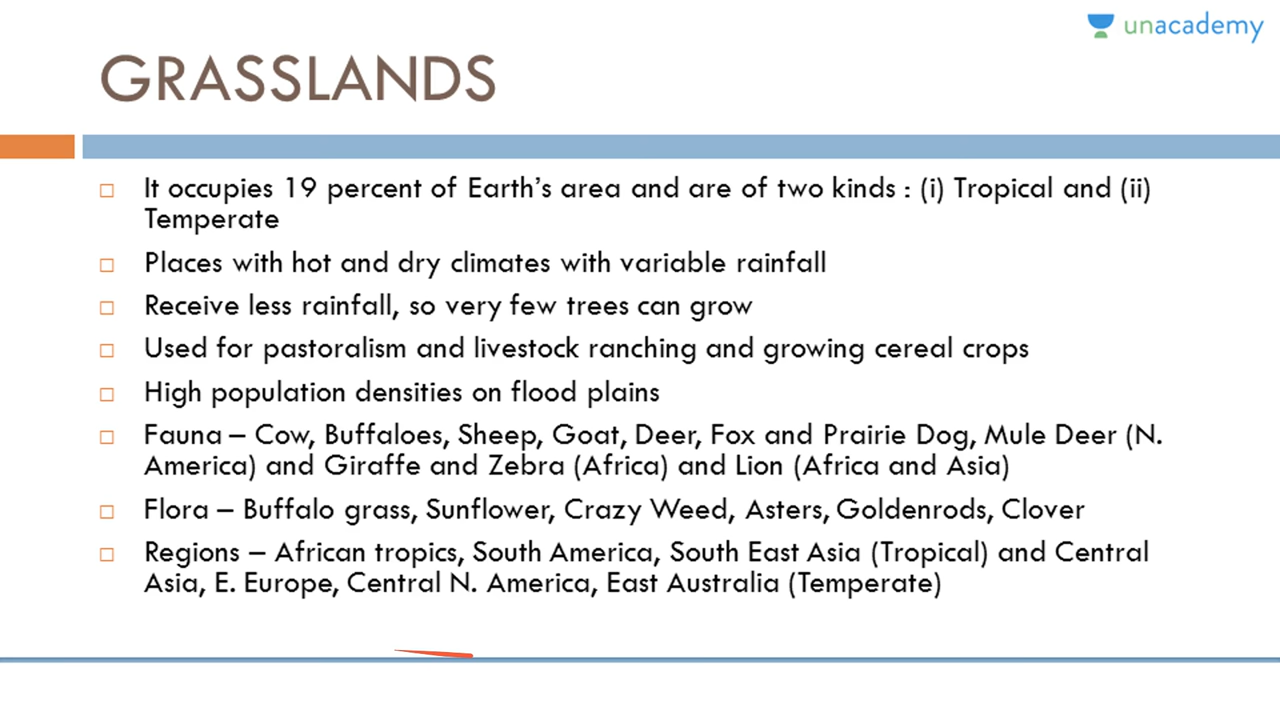 unacademy
GRASSLANDS
It occupies 19 percent of Earth's area and are of two kinds : (i) Tropical and (ii)
Temperate
Places with hot and dry climates with variable rainfall
Receive less rainfall, so very few trees can grow
Used for pastoralism and livestock ranching and growing cereal crops
High population densities on flood plains
Fauna – Cow, Buffaloes, Sheep, Goat, Deer, Fox and Prairie Dog, Mule Deer (N.
America) and Giraffe and Zebra (Africa) and Lion (Africa and Asia)
Flora – Buffalo grass, Sunflower, Crazy Weed, Asters, Goldenrods, Clover
Regions – African tropics, South America, South East Asia (Tropical) and Central
Asia, E. Europe, Central N. America, East Australia (Temperate)